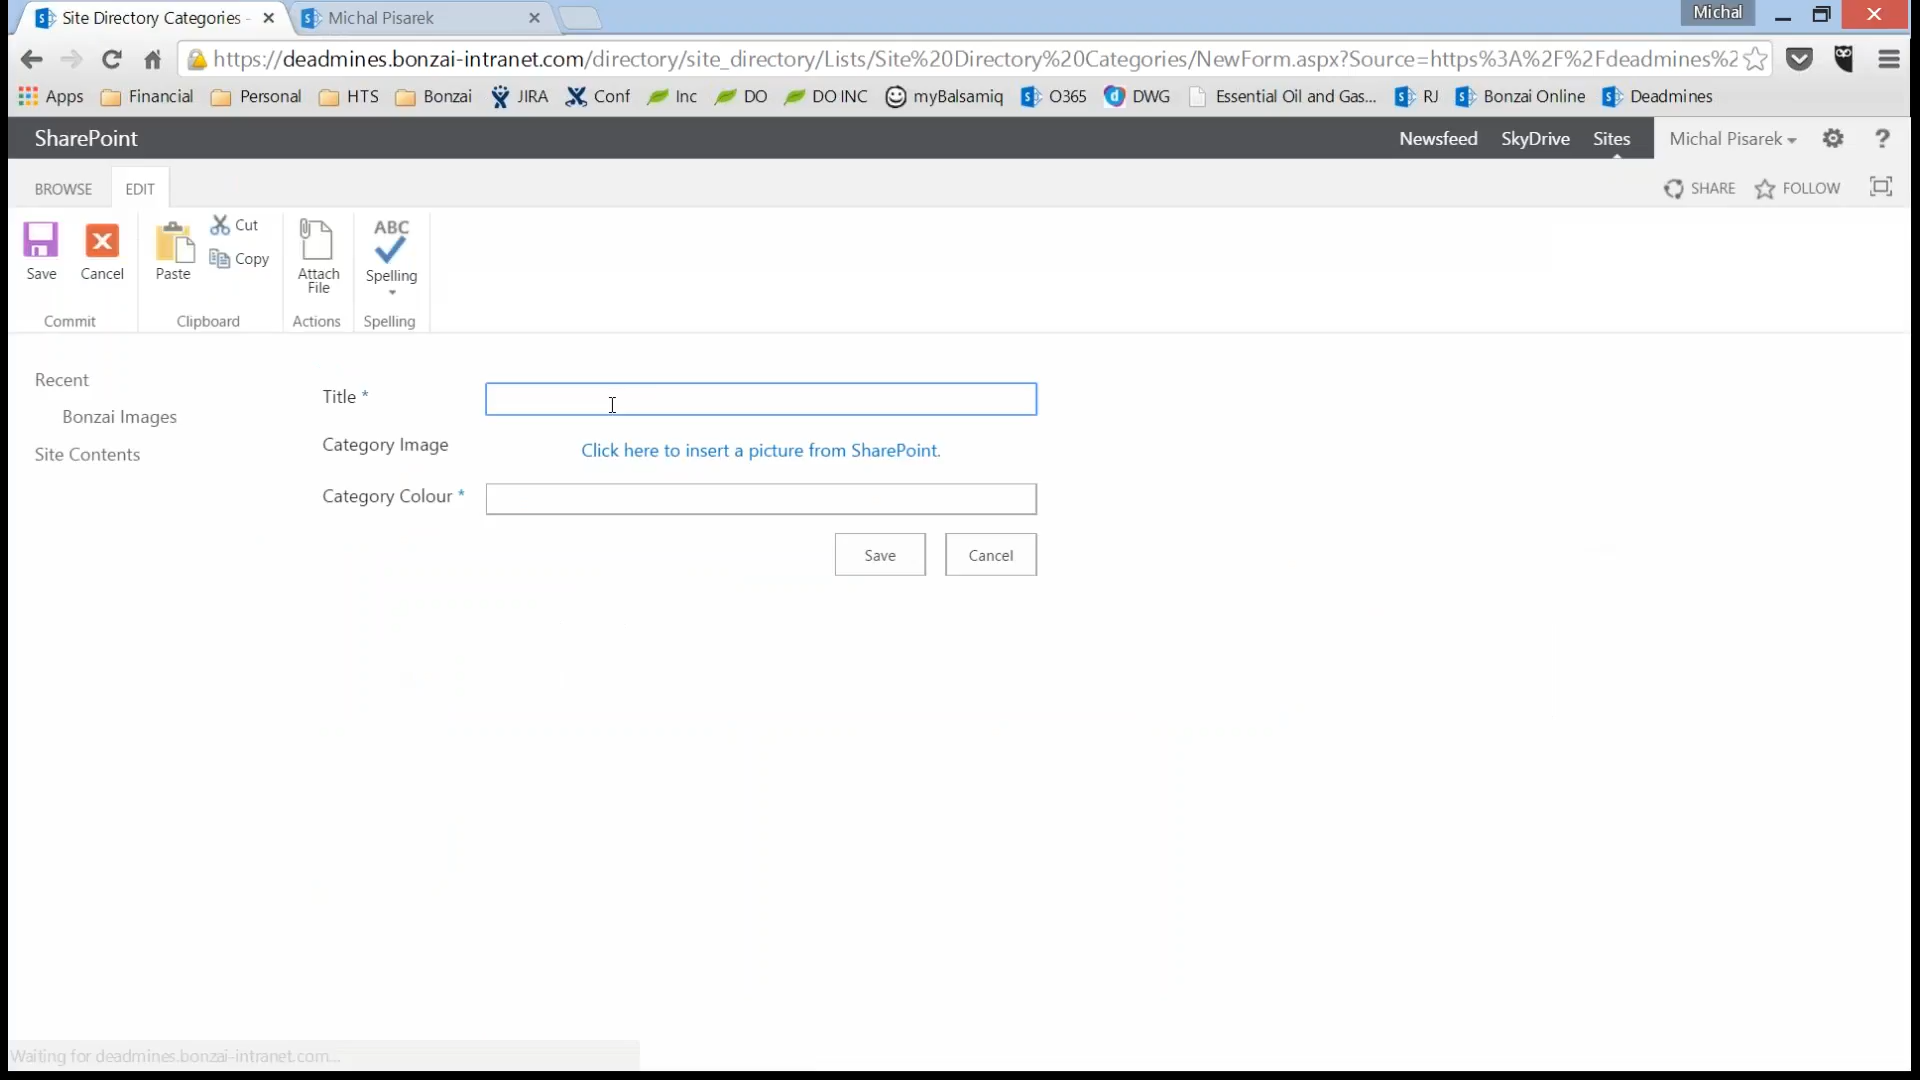 Site Directory Categories -
Michal Pisarek
Michal
https://deadmines.bonzai-intranet.com/directory/site_directory/Lists/Site%20Directory%20Categories/NewForm.aspx?Source=https%3A%2F%2Fdeadmines%2
Apps Financial Personal HTS Bonzai JIRA Conf Inc DO DO INC myBalsamiq O365 DWG Essential Oil and Gas... RJ Bonzai Online Deadmines
SharePoint
Newsfeed SkyDrive Sites Michal Pisarek ?
BROWSE EDIT
SHARE FOLLOW
Save
Cancel
Paste
Cut
Copy
Attach
File
ABC
Spelling
Commit Clipboard Actions Spelling
Recent
Bonzai Images
Site Contents
Title *
Category Image
Click here to insert a picture from SharePoint.
Category Colour *
Save Cancel
Waiting for deadmines.bonzai-intranet.com...